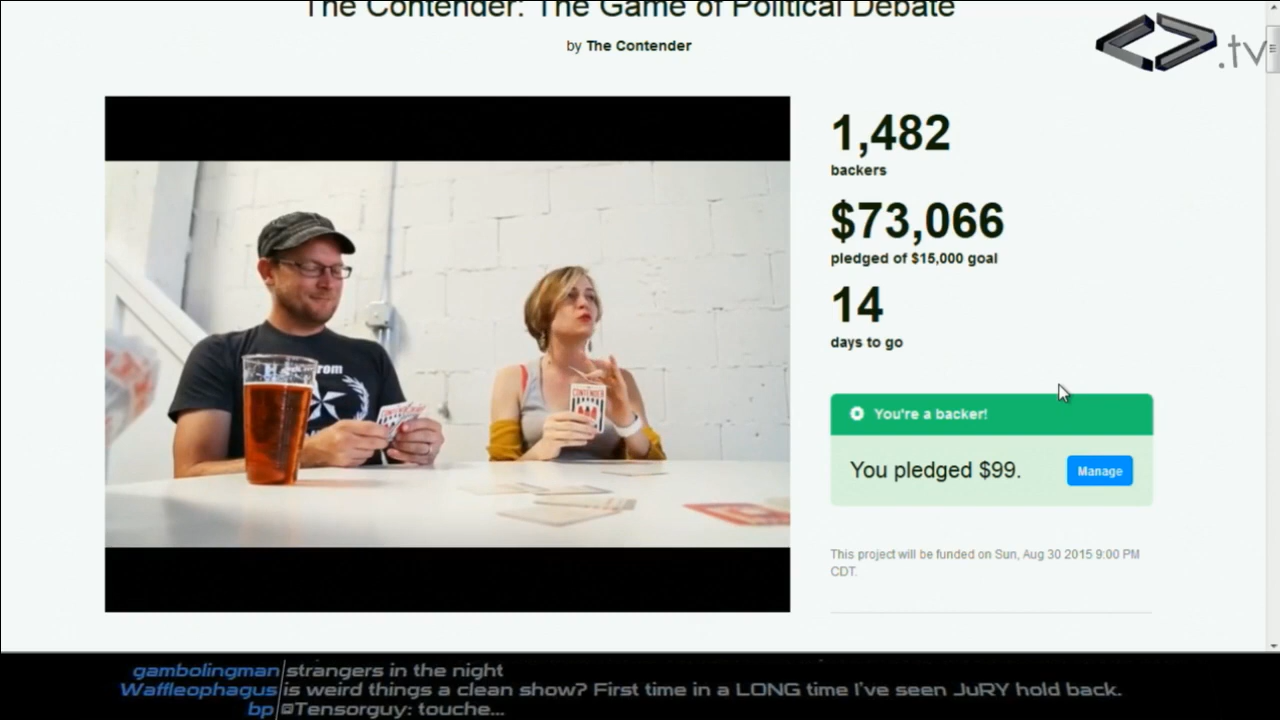 The Contender: The Game of Political Debate
by The Contender
.tv
1,482
backers
$73,066
pledged of $15,000 goal
14
days to go
You're a backer!
You pledged $99.
Manage
This project will be funded on Sun, Aug 30 2015 9:00 PM
CDT.
CONTENDER
gambolingman strangers in the night
Waffleophagus is weird things a clean show? First time in a LONG time I've seen JuRY hold back.
bp @Tensorguy: touche...